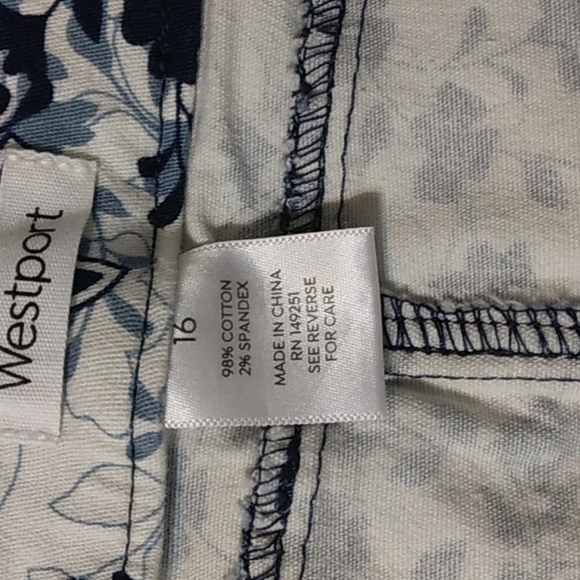 Westport
16
98% COTTON
2% SPANDEX
MADE IN CHINA
RN 149251
SEE REVERSE
FOR CARE